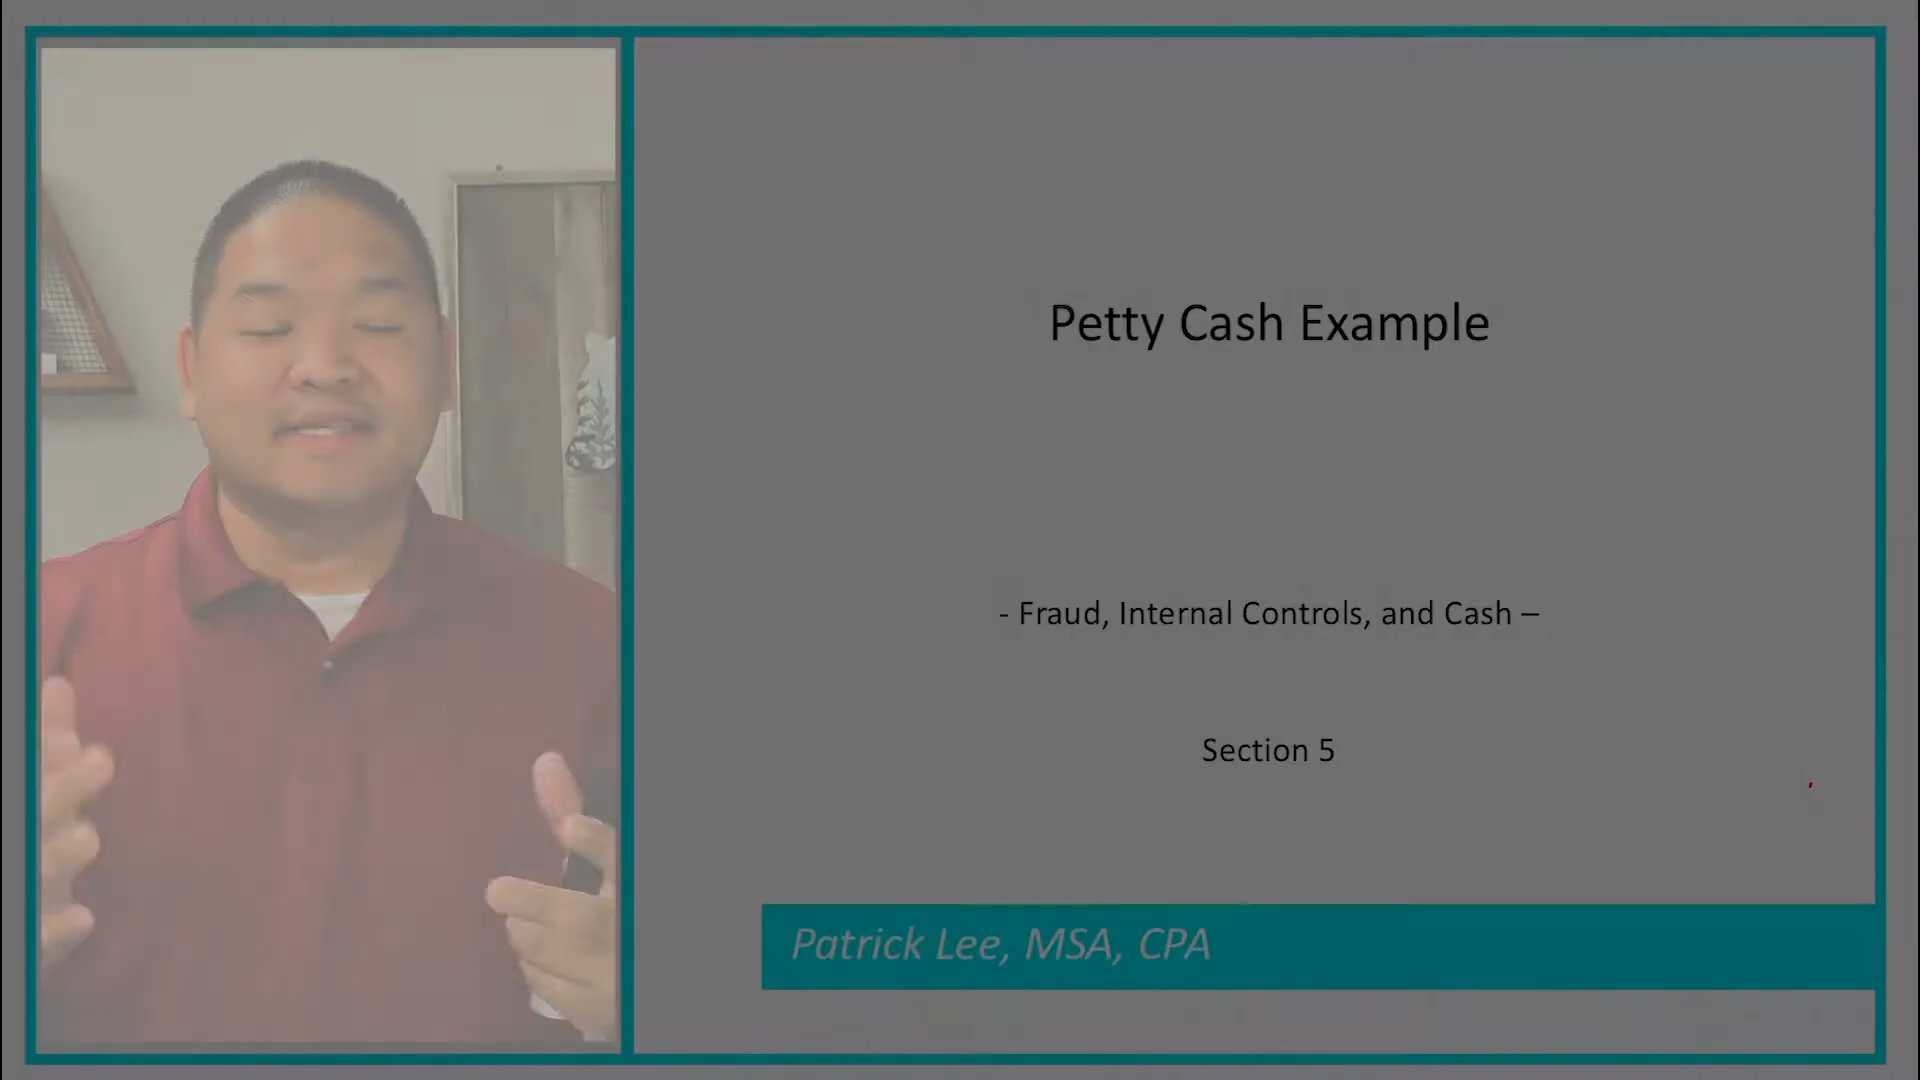 Petty Cash Example
- Fraud, Internal Controls, and Cash –
Section 5
Patrick Lee, MSA, CPA